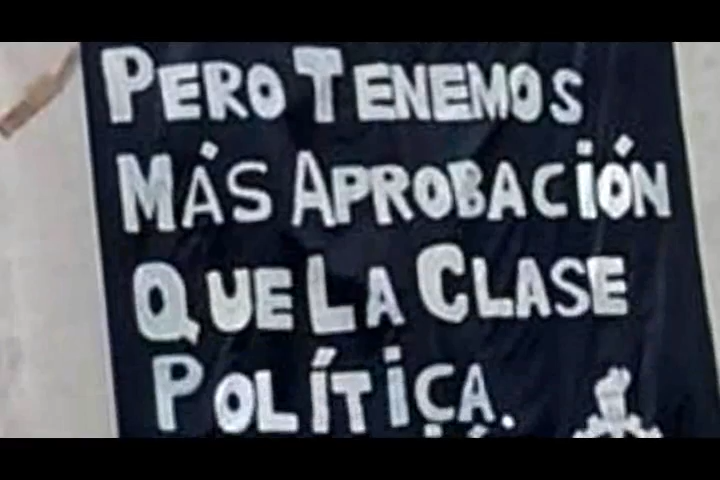 PERO TENEMOS
MÁS APROBACIÓN
QUE LA CLASE
POLÍTICA.